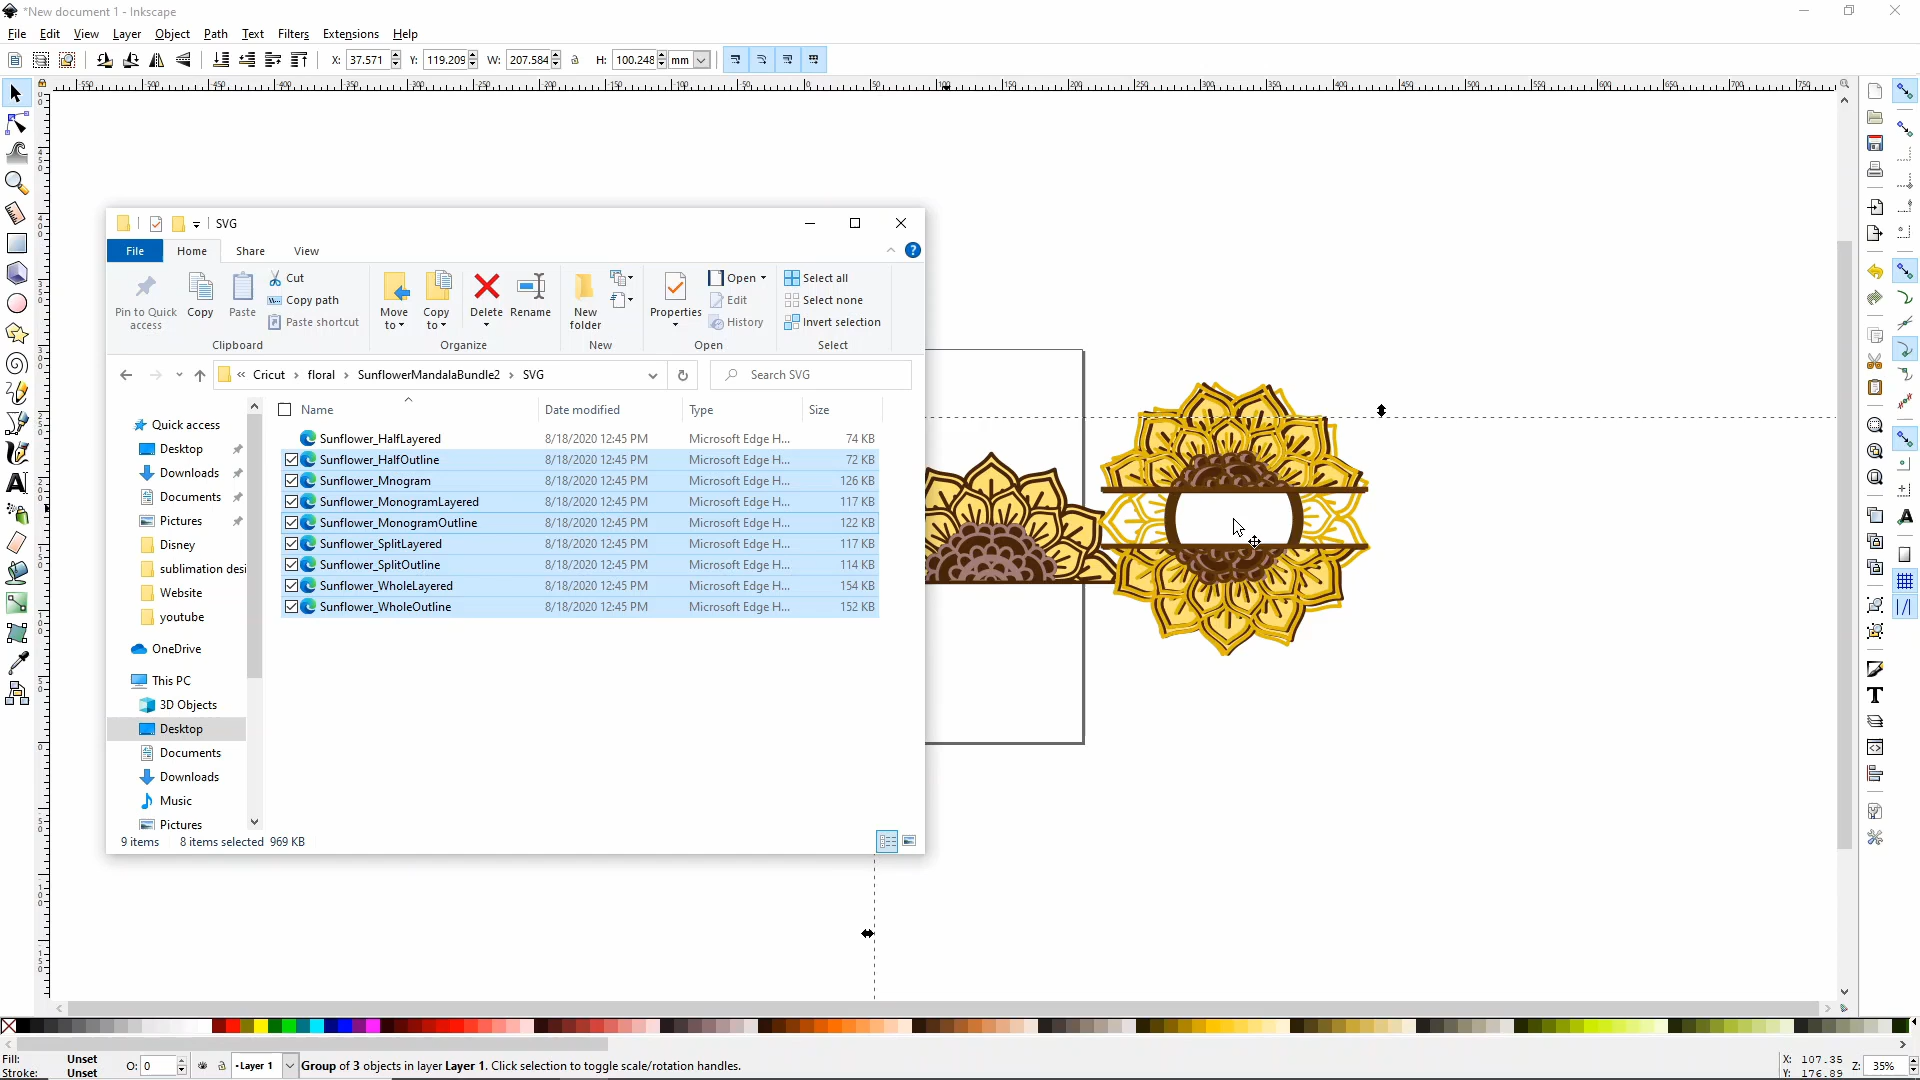 *New document 1 - Inkscape
File Edit View Layer Object Path Text Filters Extensions Help
X: 37.571 Y: 119.209 W: 207.584 H: 100.248 mm
SVG
File Home Share View
Pin to Quick access
Copy
Paste
Cut
Copy path
Paste shortcut
Clipboard
Move to
Copy to
Delete
Rename
Organize
New folder
New
Properties
Open
Edit
History
Open
Select all
Select none
Invert selection
Select
« Cricut › floral › SunflowerMandalaBundle2 › SVG
Search SVG
Name Date modified Type Size
Sunflower_HalfLayered 8/18/2020 12:45 PM Microsoft Edge H... 74 KB
Sunflower_HalfOutline 8/18/2020 12:45 PM Microsoft Edge H... 72 KB
Sunflower_Mnogram 8/18/2020 12:45 PM Microsoft Edge H... 126 KB
Sunflower_MonogramLayered 8/18/2020 12:45 PM Microsoft Edge H... 117 KB
Sunflower_MonogramOutline 8/18/2020 12:45 PM Microsoft Edge H... 122 KB
Sunflower_SplitLayered 8/18/2020 12:45 PM Microsoft Edge H... 117 KB
Sunflower_SplitOutline 8/18/2020 12:45 PM Microsoft Edge H... 114 KB
Sunflower_WholeLayered 8/18/2020 12:45 PM Microsoft Edge H... 154 KB
Sunflower_WholeOutline 8/18/2020 12:45 PM Microsoft Edge H... 152 KB
Quick access
Desktop
Downloads
Documents
Pictures
Disney
sublimation desi
Website
youtube
OneDrive
This PC
3D Objects
Desktop
Documents
Downloads
Music
Pictures
9 items 8 items selected 969 KB
Fill: Unset
Stroke: Unset
O: 0
•Layer 1
Group of 3 objects in layer Layer 1. Click selection to toggle scale/rotation handles.
X: 107.35
Y: 176.89
Z: 35%